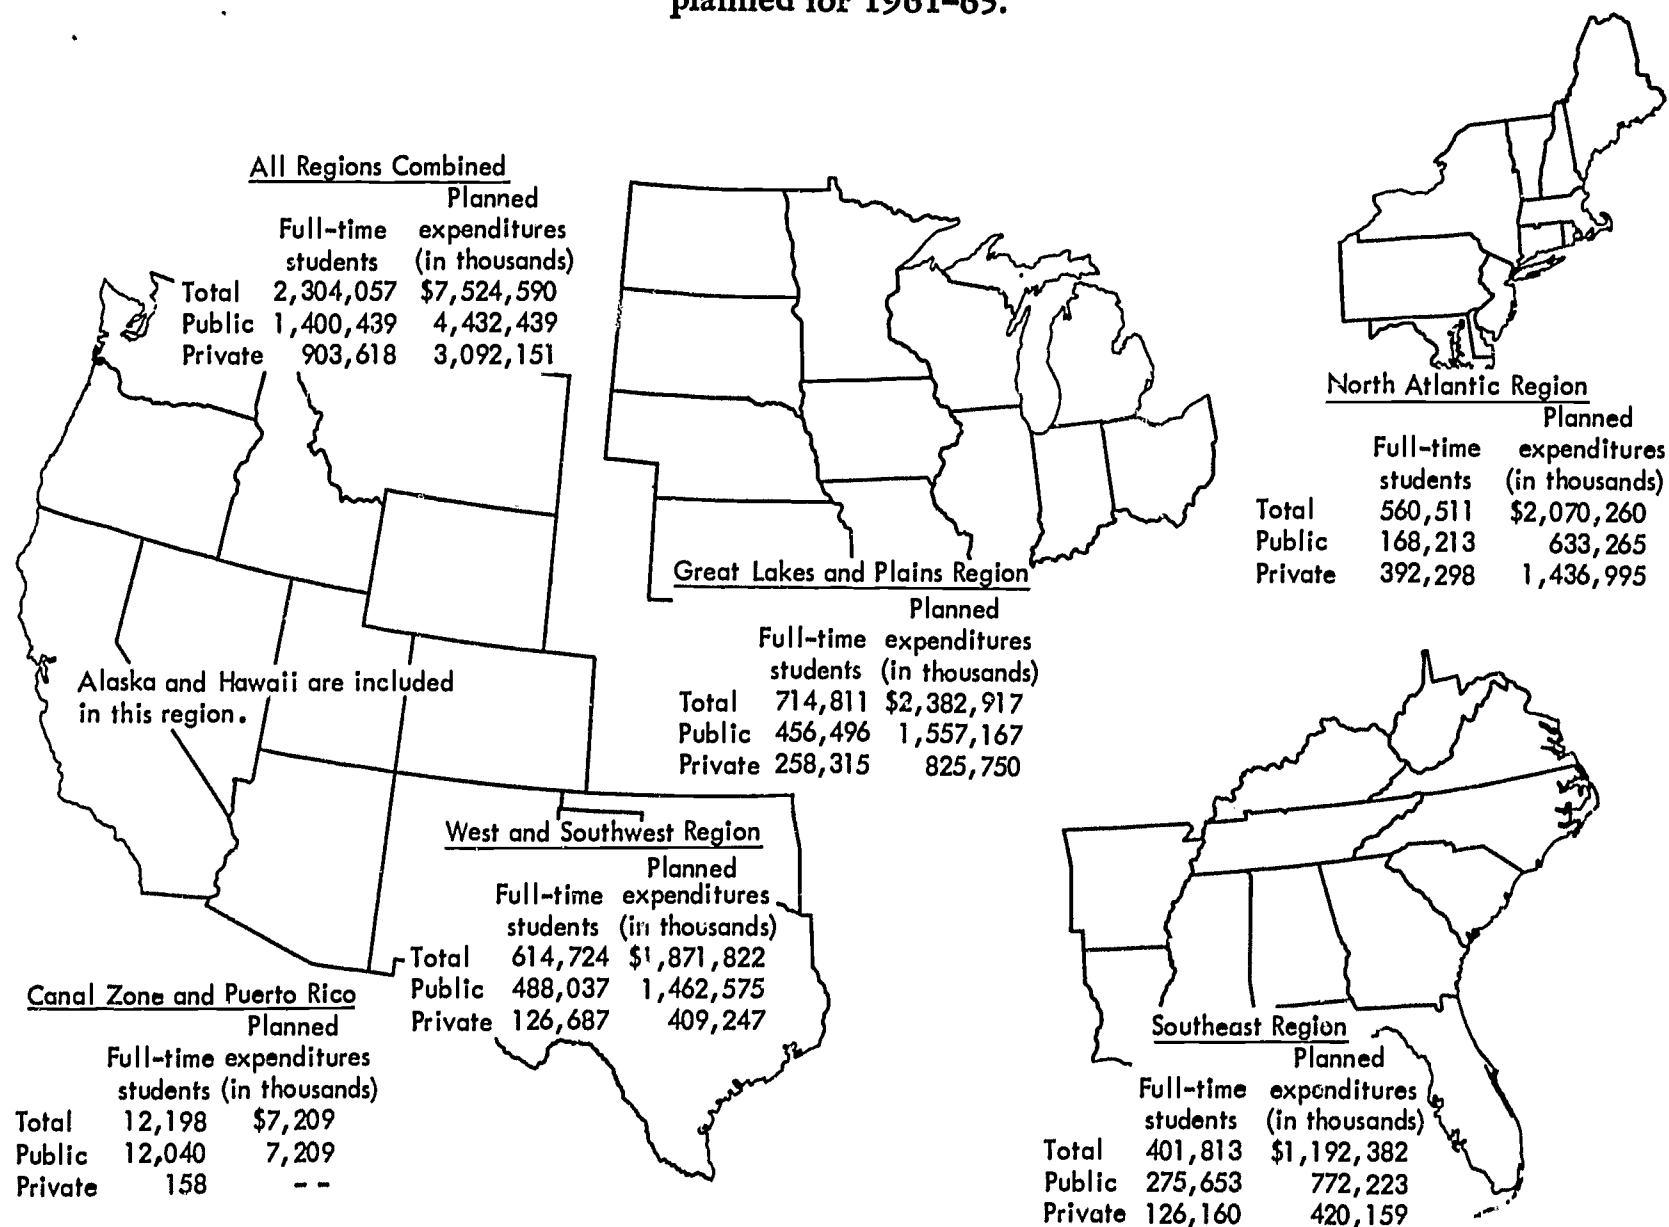 planned for 1961-65.
All Regions Combined
Planned
Full-time expenditures
students (in thousands)
Total 2,304,057 $7,524,590
Public 1,400,439 4,432,439
Private 903,618 3,092,151
North Atlantic Region
Planned
Full-time expenditures
students (in thousands)
Total 560,511 $2,070,260
Public 168,213 633,265
Private 392,298 1,436,995
Great Lakes and Plains Region
Planned
Full-time expenditures
students (in thousands)
Total 714,811 $2,382,917
Public 456,496 1,557,167
Private 258,315 825,750
Alaska and Hawaii are included
in this region.
West and Southwest Region
Planned
Full-time expenditures
students (in thousands)
Total 614,724 $1,871,822
Public 488,037 1,462,575
Private 126,687 409,247
Canal Zone and Puerto Rico
Planned
Full-time expenditures
students (in thousands)
Total 12,198 $7,209
Public 12,040 7,209
Private 158 --
Southeast Region
Planned
Full-time expenditures
students (in thousands)
Total 401,813 $1,192,382
Public 275,653 772,223
Private 126,160 420,159